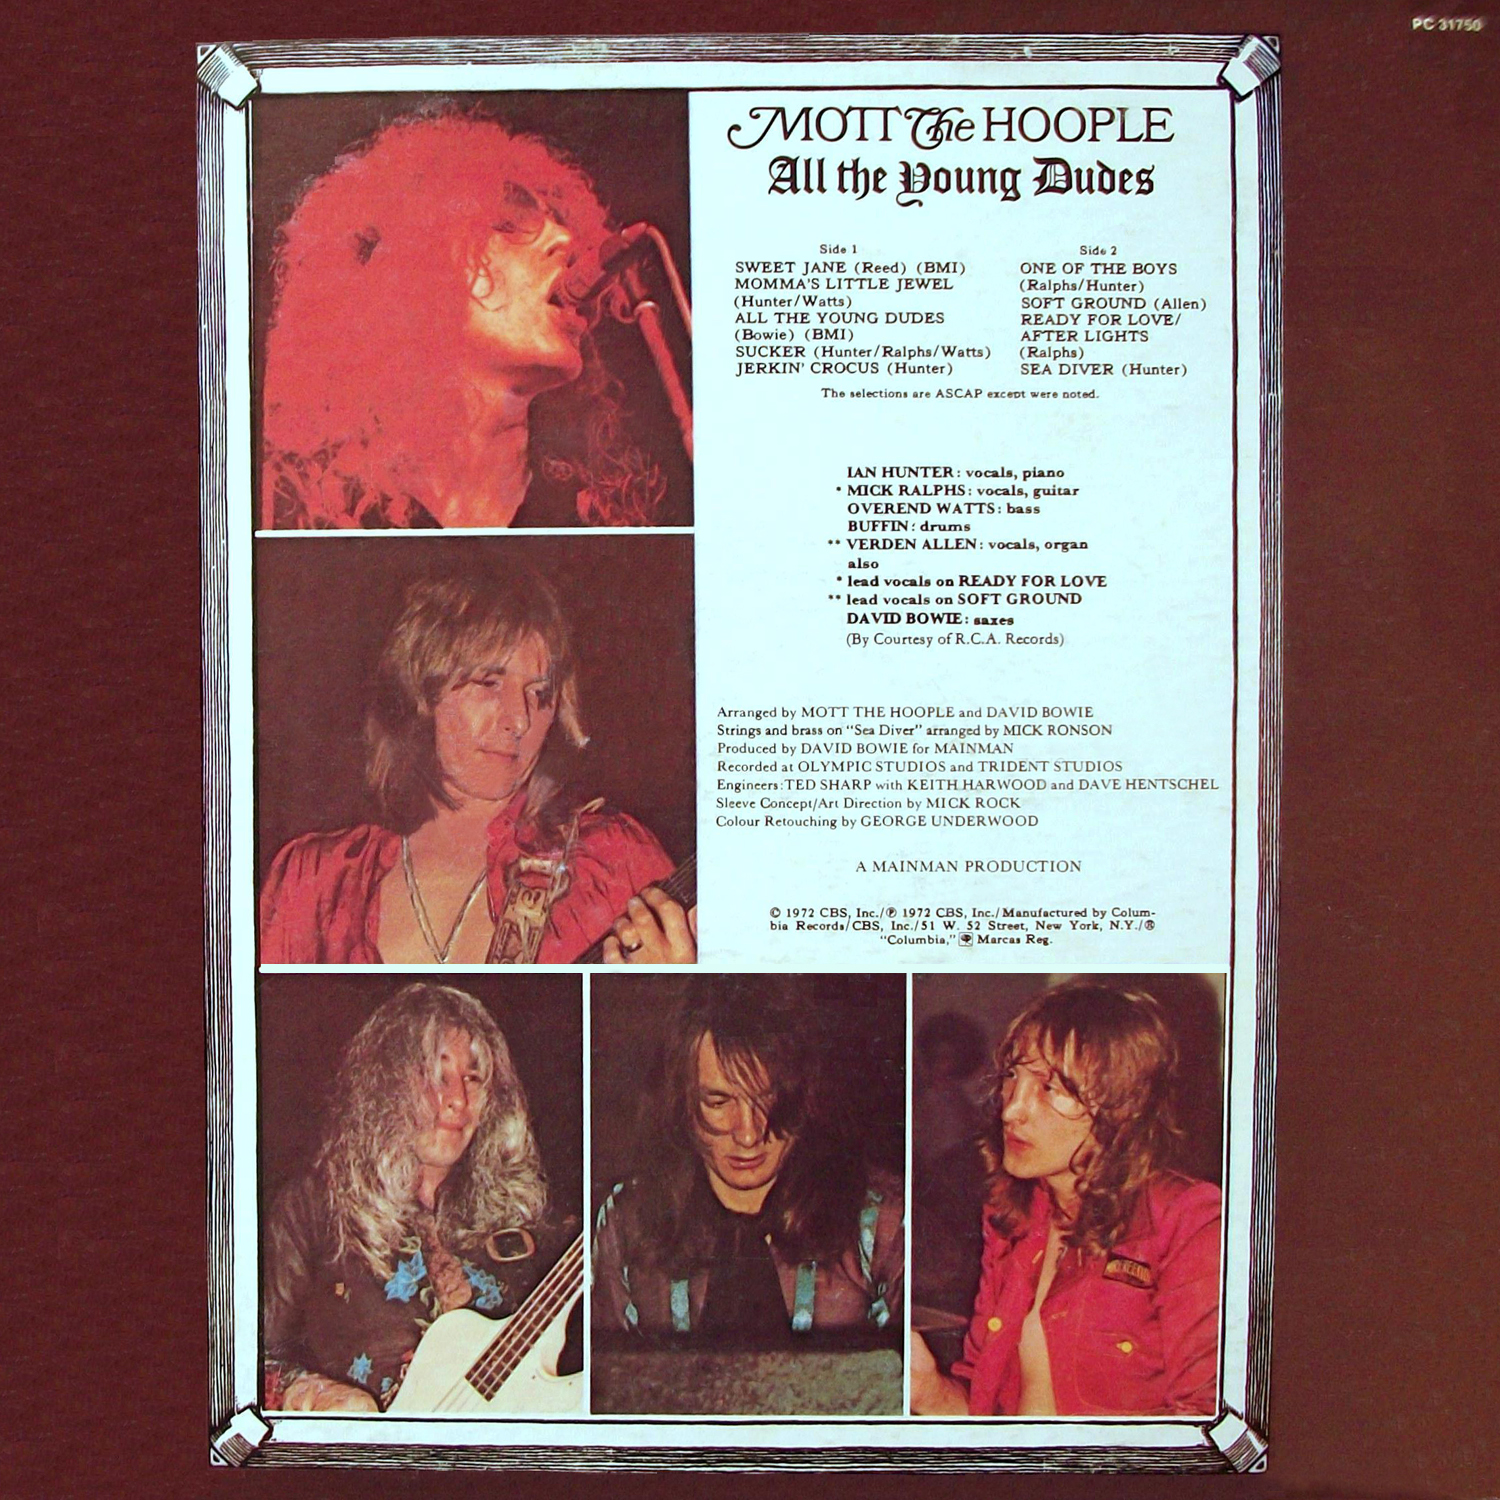 PC 31750
MOTT The HOOPLE
All the Young Dudes
Side 1
SWEET JANE (Reed) (BMI)
MOMMA'S LITTLE JEWEL
(Hunter/Watts)
ALL THE YOUNG DUDES
(Bowie) (BMI)
SUCKER (Hunter/Ralphs/Watts)
JERKIN' CROCUS (Hunter)
Side 2
ONE OF THE BOYS
(Ralphs/Hunter)
SOFT GROUND (Allen)
READY FOR LOVE/
AFTER LIGHTS
(Ralphs)
SEA DIVER (Hunter)
The selections are ASCAP except were noted.
IAN HUNTER: vocals, piano
* MICK RALPHS: vocals, guitar
OVEREND WATTS: bass
BUFFIN: drums
** VERDEN ALLEN: vocals, organ
also
* lead vocals on READY FOR LOVE
** lead vocals on SOFT GROUND
DAVID BOWIE: saxes
(By Courtesy of R.C.A. Records)
Arranged by MOTT THE HOOPLE and DAVID BOWIE
Strings and brass on "Sea Diver" arranged by MICK RONSON
Produced by DAVID BOWIE for MAINMAN
Recorded at OLYMPIC STUDIOS and TRIDENT STUDIOS
Engineers: TED SHARP with KEITH HARWOOD and DAVE HENTSCHEL
Sleeve Concept/Art Direction by MICK ROCK
Colour Retouching by GEORGE UNDERWOOD
A MAINMAN PRODUCTION
© 1972 CBS, Inc./℗ 1972 CBS, Inc./Manufactured by Colum-
bia Records/CBS, Inc./51 W. 52 Street, New York, N.Y./®
"Columbia," Marcas Reg.